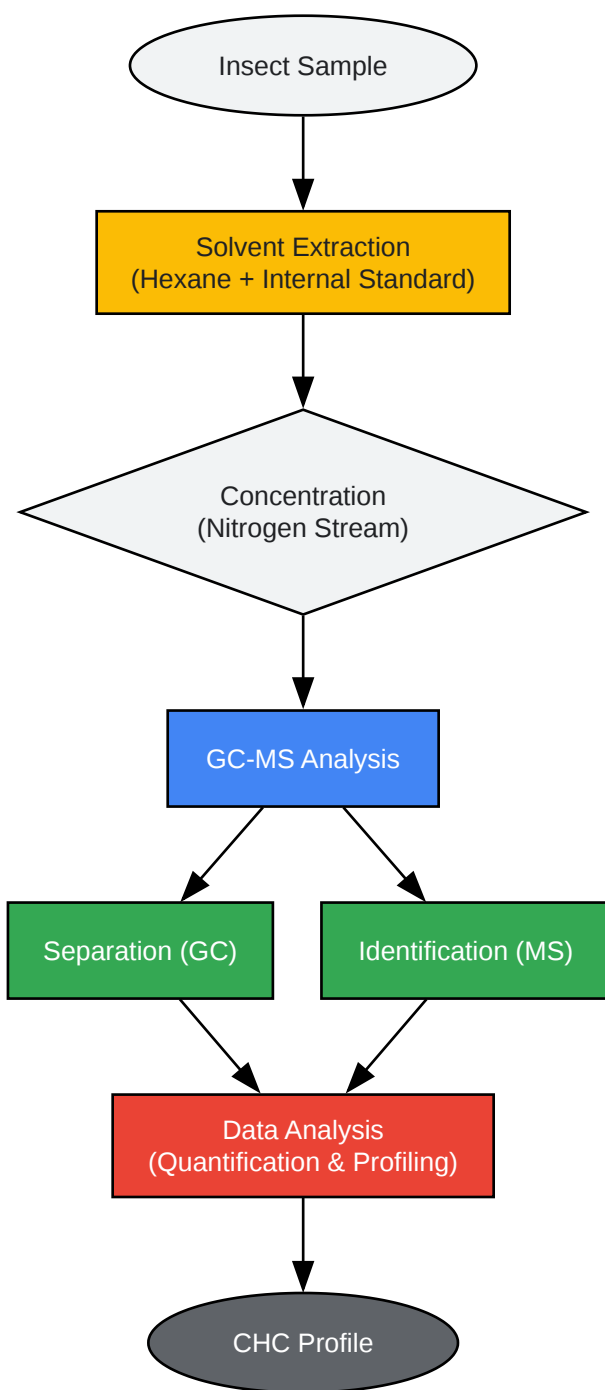 Insect Sample
Solvent Extraction
(Hexane + Internal Standard)
Concentration
(Nitrogen Stream)
GC-MS Analysis
Separation (GC)
Identification (MS)
Data Analysis
(Quantification & Profiling)
CHC Profile